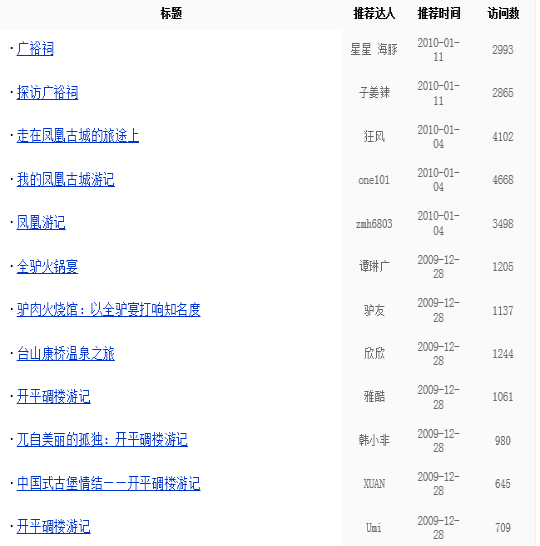 标题 推荐达人 推荐时间 访问数
· 广裕祠 星星 海豚 2010-01-11 2993
· 探访广裕祠 子姜辣 2010-01-11 2865
· 走在凤凰古城的旅途上 狂风 2010-01-04 4102
· 我的凤凰古城游记 one101 2010-01-04 4668
· 凤凰游记 zmh6803 2010-01-04 3498
· 全驴火锅宴 谭琳广 2009-12-28 1205
· 驴肉火烧馆：以全驴宴打响知名度 驴友 2009-12-28 1137
· 台山康桥温泉之旅 欣欣 2009-12-28 1244
· 开平碉楼游记 雅酷 2009-12-28 1061
· 兀自美丽的孤独：开平碉楼游记 韩小非 2009-12-28 980
· 中国式古堡情结－－开平碉楼游记 XUAN 2009-12-28 645
· 开平碉楼游记 Umi 2009-12-28 709